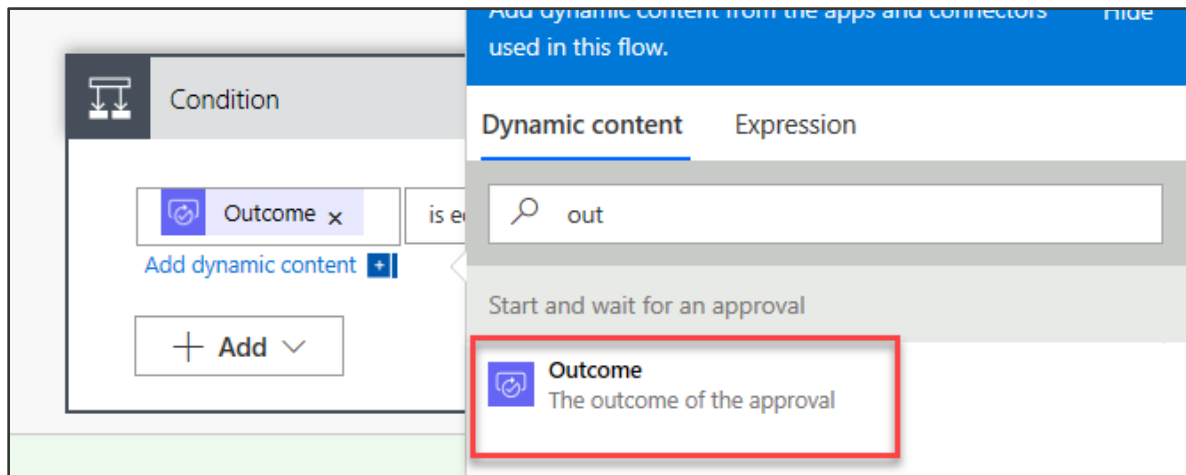 Add dynamic content from the apps and connectors Hide
used in this flow.
Condition
Dynamic content Expression
Outcome x
is e
out
Add dynamic content +
Start and wait for an approval
+ Add
Outcome
The outcome of the approval